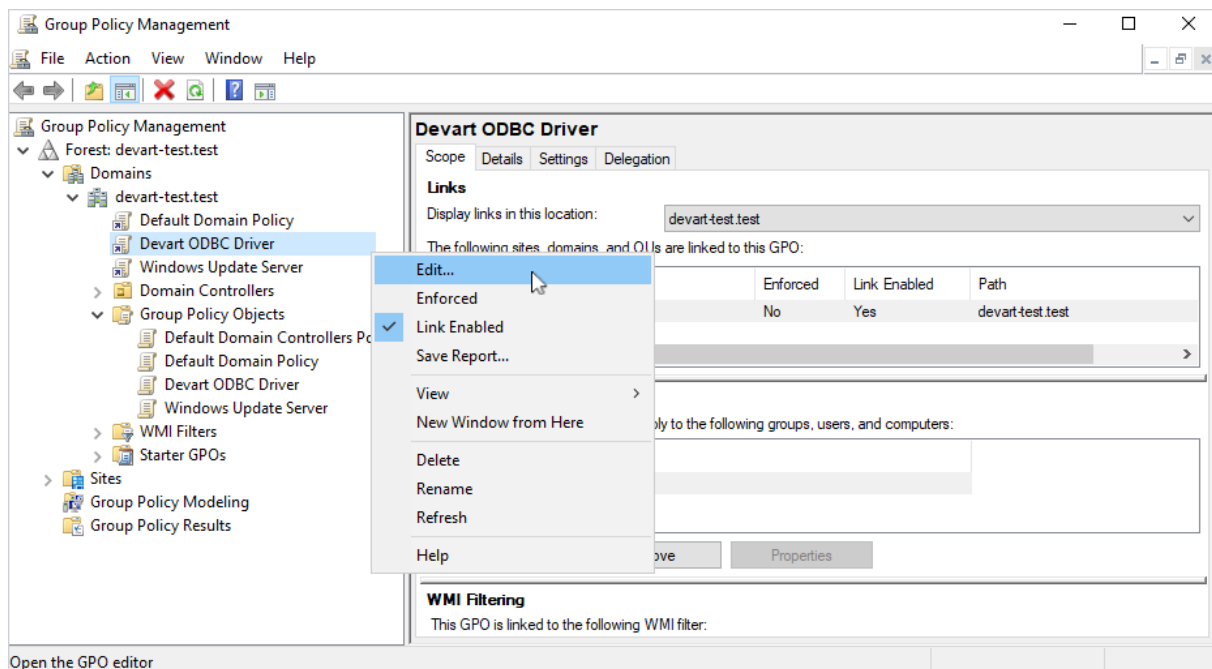 Group Policy Management
File Action View Window Help
Group Policy Management
Forest: devart-test.test
Domains
devart-test.test
Default Domain Policy
Devart ODBC Driver
Windows Update Server
Domain Controllers
Group Policy Objects
Default Domain Controllers
Default Domain Policy
Devart ODBC Driver
Windows Update Server
WMI Filters
Starter GPOs
Sites
Group Policy Modeling
Group Policy Results
Edit...
Enforced
Link Enabled
Save Report...
View
New Window from Here
Delete
Rename
Refresh
Help
Devart ODBC Driver
Scope Details Settings Delegation
Links
Display links in this location: devart-test.test
The following sites, domains, and OUs are linked to this GPO:
Enforced Link Enabled Path
No Yes devart-test.test
to the following groups, users, and computers:
Properties
WMI Filtering
This GPO is linked to the following WMI filter:
Open the GPO editor